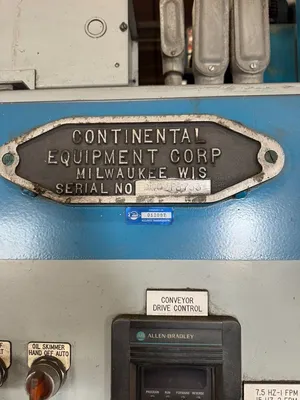 CONTINENTAL
EQUIPMENT CORP
MILWAUKEE WIS
SERIAL NO
CONVEYOR
DRIVE CONTROL
OIL SKIMMER
HAND OFF AUTO
ALLEN-BRADLEY
7.5 HZ-1 FPM